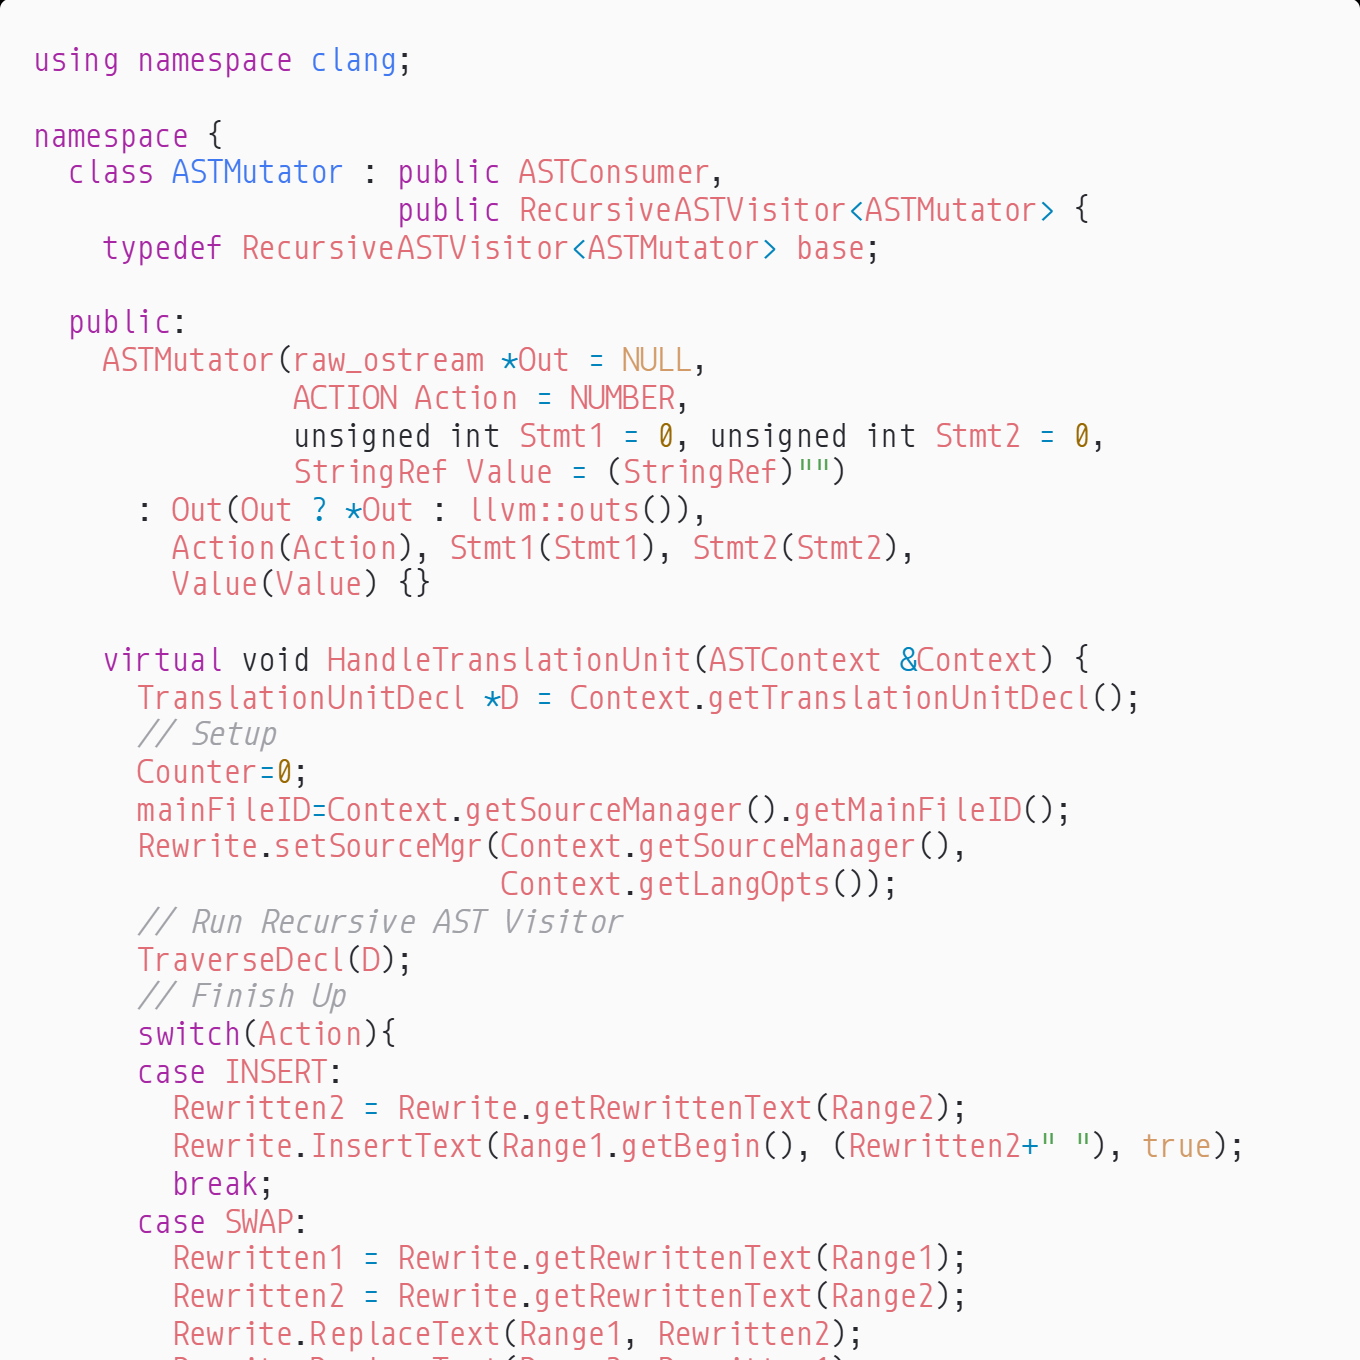 using namespace clang;
namespace {
class ASTMutator : public ASTConsumer,
public RecursiveASTVisitor<ASTMutator> {
typedef RecursiveASTVisitor<ASTMutator> base;
public:
ASTMutator(raw_ostream *Out = NULL,
ACTION Action = NUMBER,
unsigned int Stmt1 = 0, unsigned int Stmt2 = 0,
StringRef Value = (StringRef)"")
: Out(Out ? *Out : llvm::outs()),
Action(Action), Stmt1(Stmt1), Stmt2(Stmt2),
Value(Value) {}
virtual void HandleTranslationUnit(ASTContext &Context) {
TranslationUnitDecl *D = Context.getTranslationUnitDecl();
// Setup
Counter=0;
mainFileID=Context.getSourceManager().getMainFileID();
Rewrite.setSourceMgr(Context.getSourceManager(),
Context.getLangOpts());
// Run Recursive AST Visitor
TraverseDecl(D);
// Finish Up
switch(Action){
case INSERT:
Rewritten2 = Rewrite.getRewrittenText(Range2);
Rewrite.InsertText(Range1.getBegin(), (Rewritten2+" "), true);
break;
case SWAP:
Rewritten1 = Rewrite.getRewrittenText(Range1);
Rewritten2 = Rewrite.getRewrittenText(Range2);
Rewrite.ReplaceText(Range1, Rewritten2);